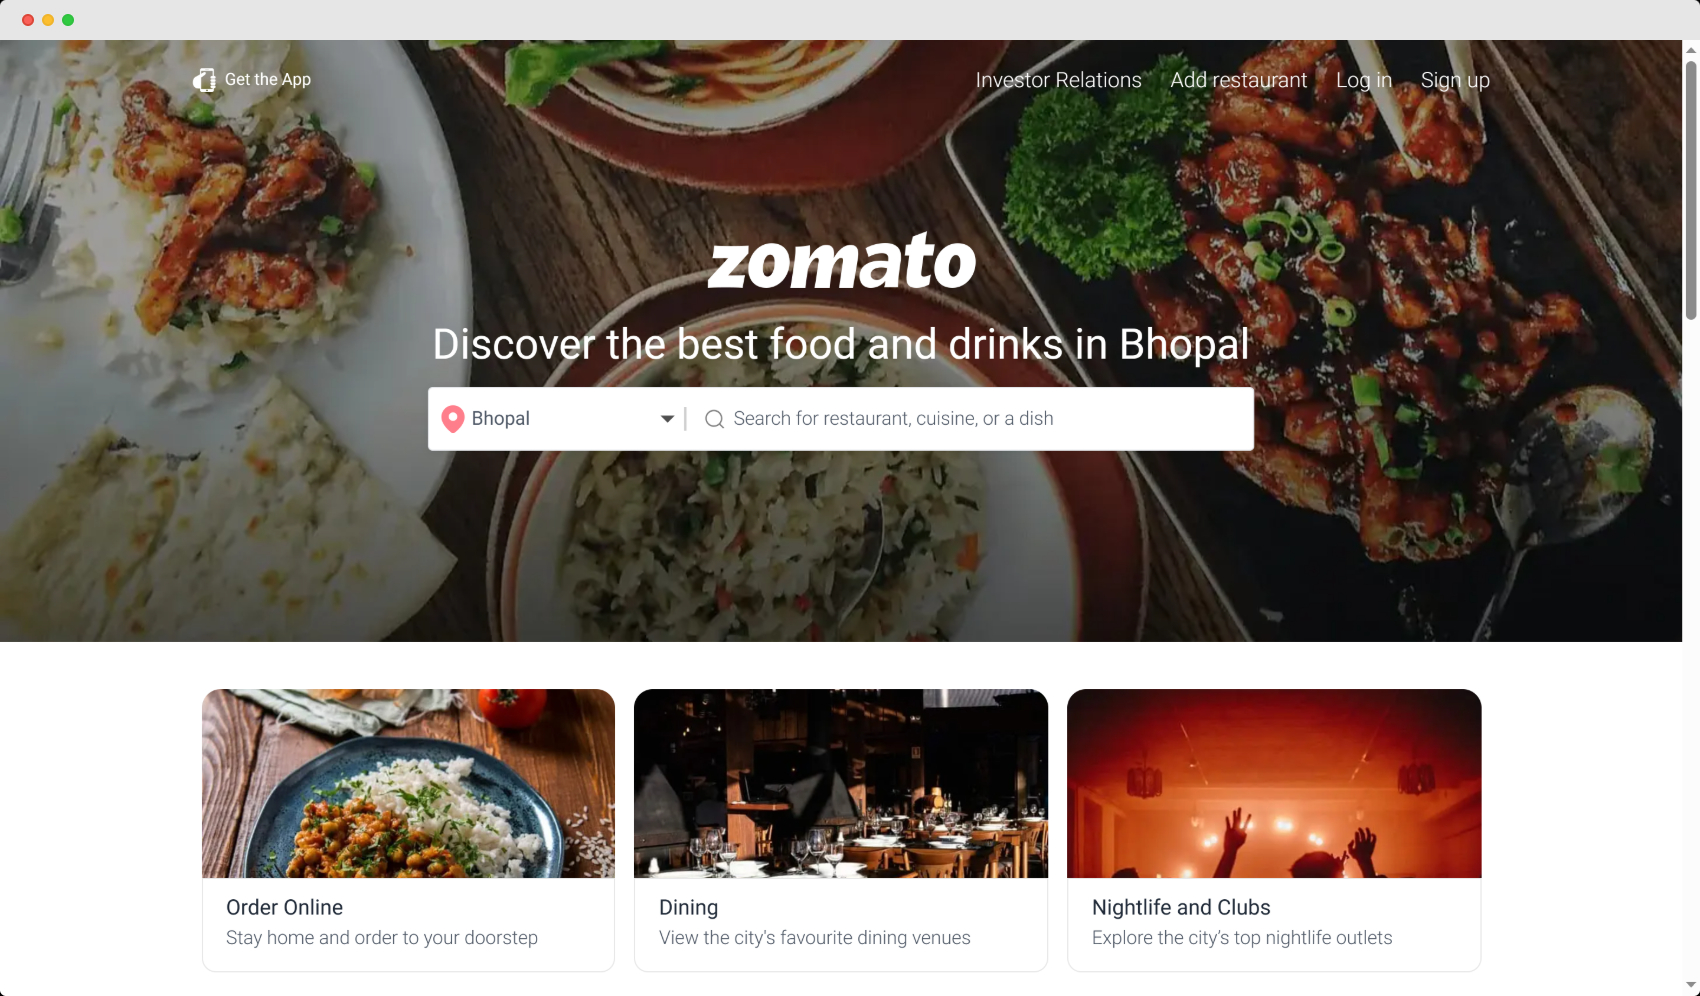 Get the App
Investor Relations Add restaurant Log in Sign up
zomato
Discover the best food and drinks in Bhopal
Bhopal Search for restaurant, cuisine, or a dish
Order Online
Stay home and order to your doorstep
Dining
View the city's favourite dining venues
Nightlife and Clubs
Explore the city’s top nightlife outlets